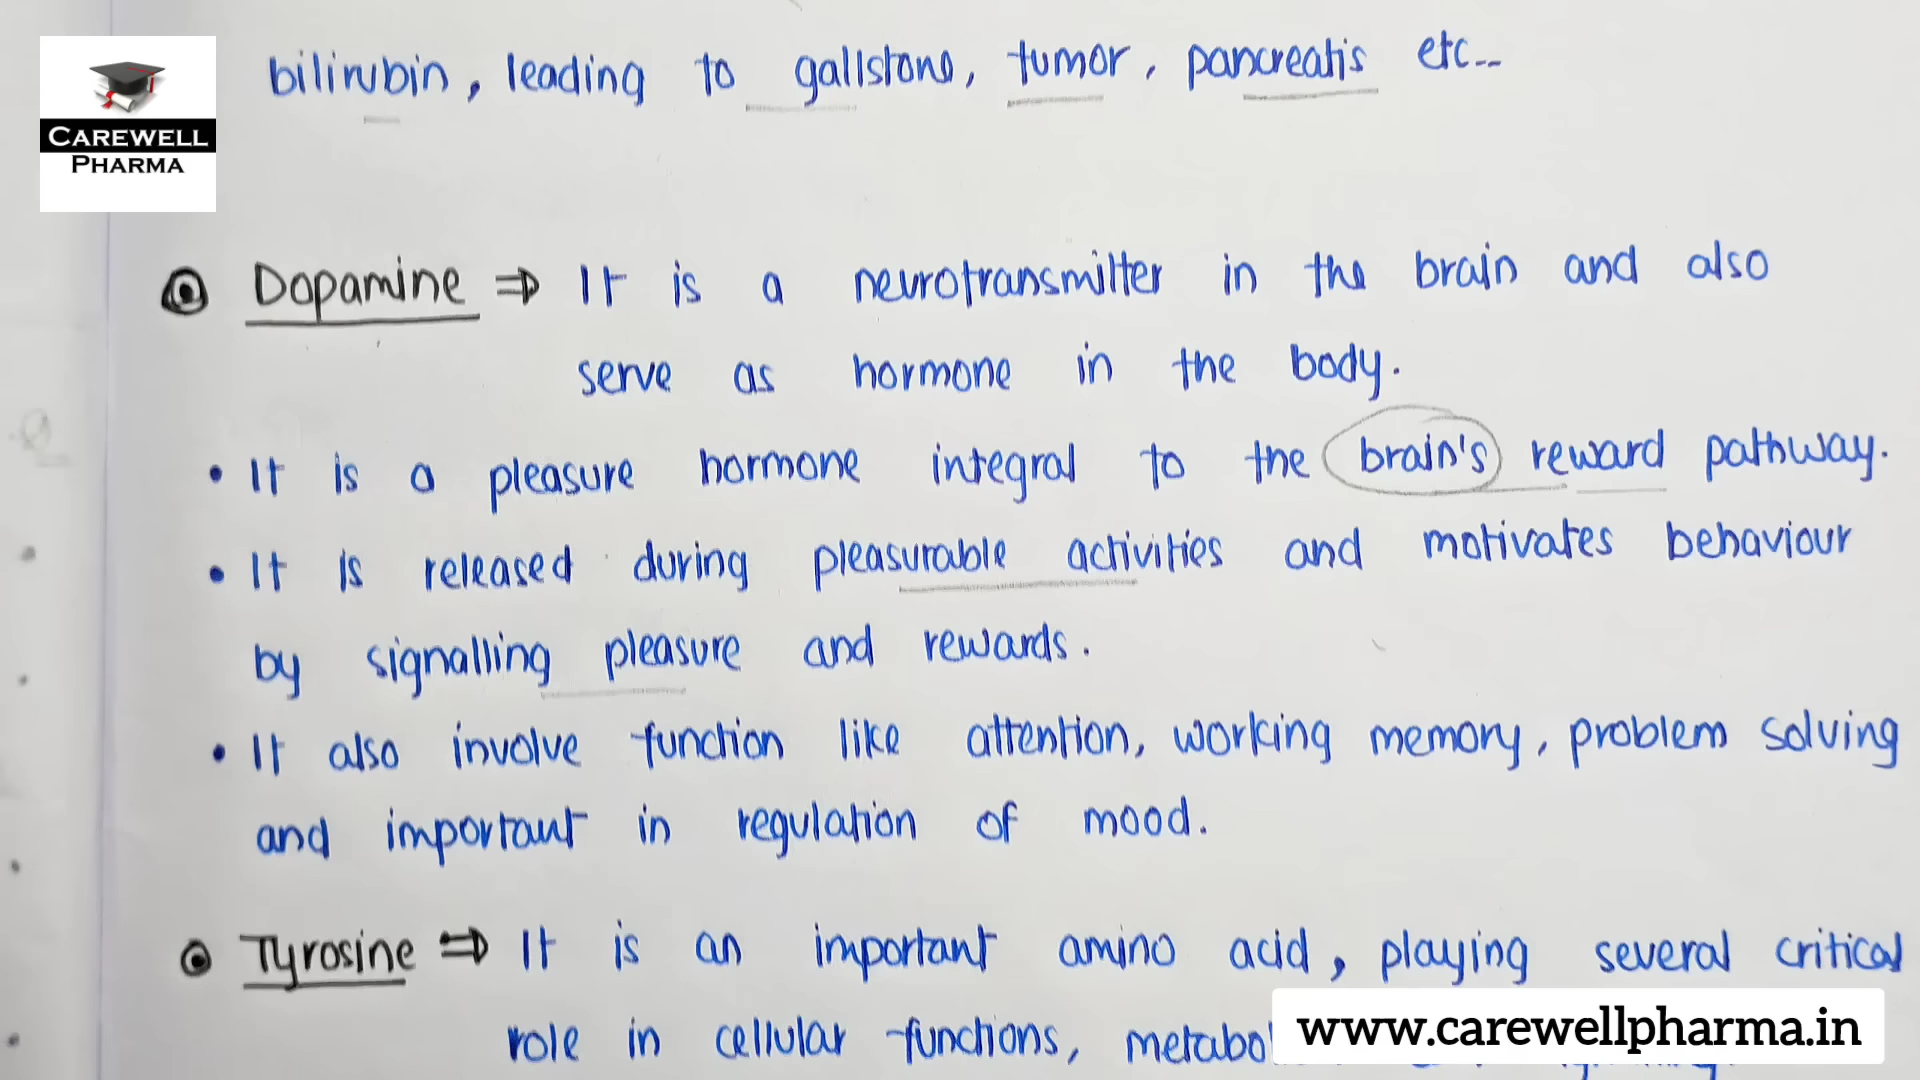 bilirubin, leading to gallstone, tumor, pancreatis etc..
CAREWELL
PHARMA
Dopamine ⇒ It is a neurotransmitter in the brain and also
serve as hormone in the body.
• It is a pleasure hormone integral to the brain's reward pathway.
• It is released during pleasurable activities and motivates behaviour
by signalling pleasure and rewards.
• It also involve function like attention, working memory, problem solving
and important in regulation of mood.
Tyrosine ⇒ It is an important amino acid, playing several critical
role in cellular functions, metabol
www.carewellpharma.in